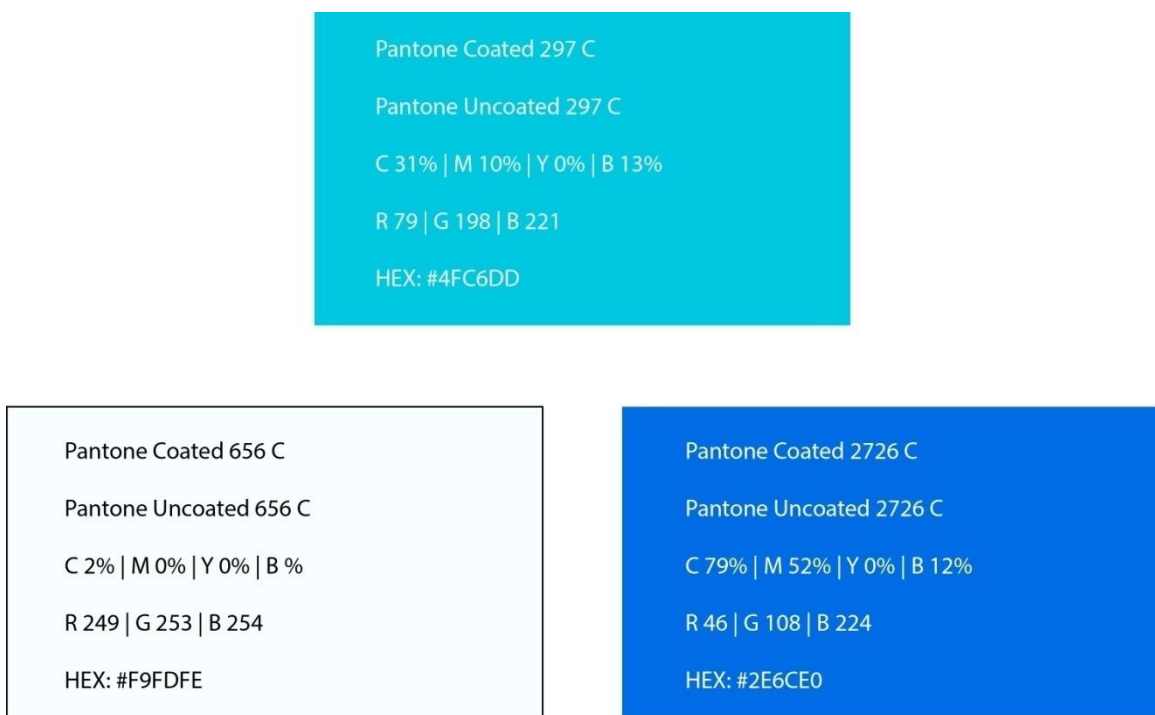 Pantone Coated 297 C
Pantone Uncoated 297 C
C 31% | M 10% | Y 0% | B 13%
R 79 | G 198 | B 221
HEX: #4FC6DD
Pantone Coated 656 C
Pantone Uncoated 656 C
C 2% | M 0% | Y 0% | B %
R 249 | G 253 | B 254
HEX: #F9FDFE
Pantone Coated 2726 C
Pantone Uncoated 2726 C
C 79% | M 52% | Y 0% | B 12%
R 46 | G 108 | B 224
HEX: #2E6CE0